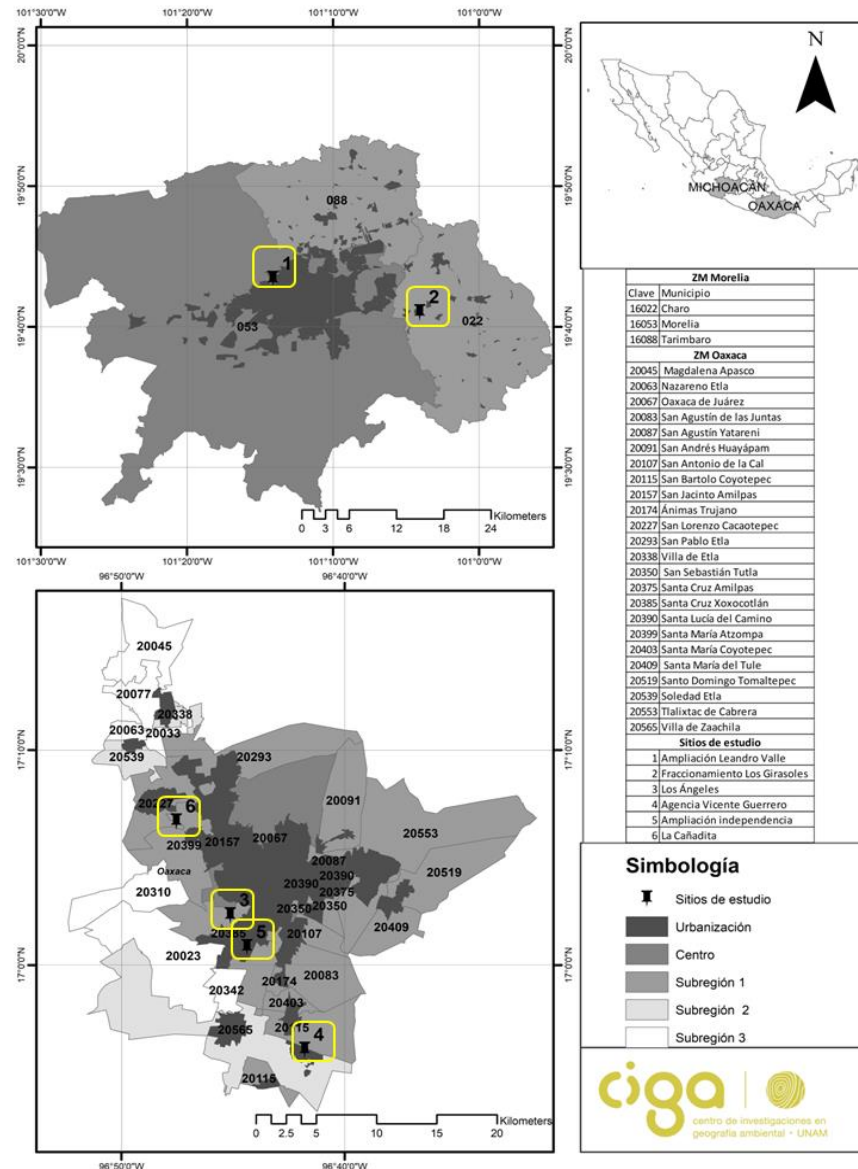 101°30'0"W 101°20'0"W 101°10'0"W 101°0'0"W
20°0'0"N 20°0'0"N
19°50'0"N 19°50'0"N
19°40'0"N 19°40'0"N
19°30'0"N 19°30'0"N
088
1
2
053
022
Kilometers
0 3 6 12 18 24
101°30'0"W 101°20'0"W 101°10'0"W 101°0'0"W
96°50'0"W 96°40'0"W
17°10'0"N 17°10'0"N
17°0'0"N 17°0'0"N
20045
20077
20338
20063
20033
20539
20293
20227
6
20091
20157
20067
20553
20399
20087
20519
Oaxaca
20390
20390
20310
20375
3
20350
20350
20409
5
20385
20107
20023
20083
20174
20342
20403
20565
20115
4
20115
Kilometers
0 2.5 5 10 15 20
96°50'0"W 96°40'0"W
N
MICHOACÁN
OAXACA
ZM Morelia
Clave Municipio
16022 Charo
16053 Morelia
16088 Tarimbaro
ZM Oaxaca
20045 Magdalena Apasco
20063 Nazareno Etla
20067 Oaxaca de Juárez
20083 San Agustín de las Juntas
20087 San Agustín Yatareni
20091 San Andrés Huayápam
20107 San Antonio de la Cal
20115 San Bartolo Coyotepec
20157 San Jacinto Amilpas
20174 Ánimas Trujano
20227 San Lorenzo Cacaotepec
20293 San Pablo Etla
20338 Villa de Etla
20350 San Sebastián Tutla
20375 Santa Cruz Amilpas
20385 Santa Cruz Xoxocotlán
20390 Santa Lucía del Camino
20399 Santa María Atzompa
20403 Santa María Coyotepec
20409 Santa María del Tule
20519 Santo Domingo Tomaltepec
20539 Soledad Etla
20553 Tlalixtac de Cabrera
20565 Villa de Zaachila
Sitios de estudio
1 Ampliación Leandro Valle
2 Fraccionamiento Los Girasoles
3 Los Ángeles
4 Agencia Vicente Guerrero
5 Ampliación independencia
6 La Cañadita
Simbología
Sitios de estudio
Urbanización
Centro
Subregión 1
Subregión 2
Subregión 3
ciga
centro de investigaciones en
geografía ambiental • UNAM